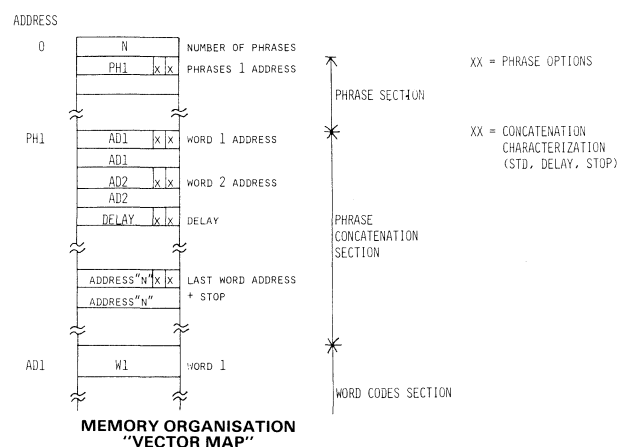 ADDRESS
0 N NUMBER OF PHRASES
PH1 x x PHRASES 1 ADDRESS
XX = PHRASE OPTIONS
PHRASE SECTION
PH1 AD1 x x WORD 1 ADDRESS
AD1
AD2 x x WORD 2 ADDRESS
AD2
DELAY x x DELAY
XX = CONCATENATION
CHARACTERIZATION
(STD, DELAY, STOP)
PHRASE
CONCATENATION
SECTION
ADDRESS"N" x x LAST WORD ADDRESS
ADDRESS"N" + STOP
AD1 W1 WORD 1
WORD CODES SECTION
MEMORY ORGANISATION
"VECTOR MAP"